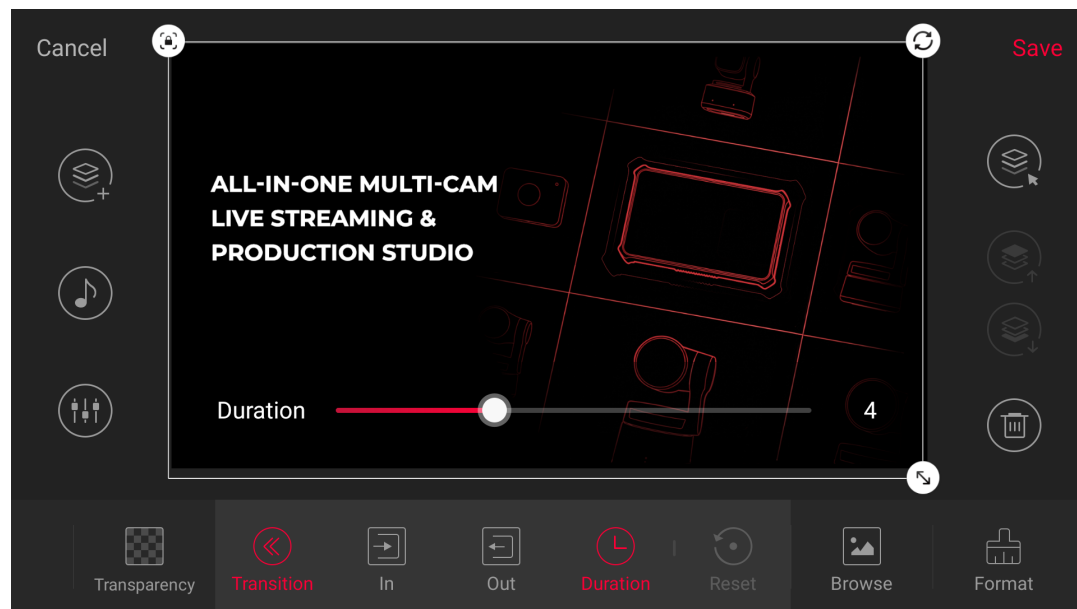 Cancel
Save
ALL-IN-ONE MULTI-CAM
LIVE STREAMING &
PRODUCTION STUDIO
Duration 4
Transparency Transition In Out Duration Reset Browse Format